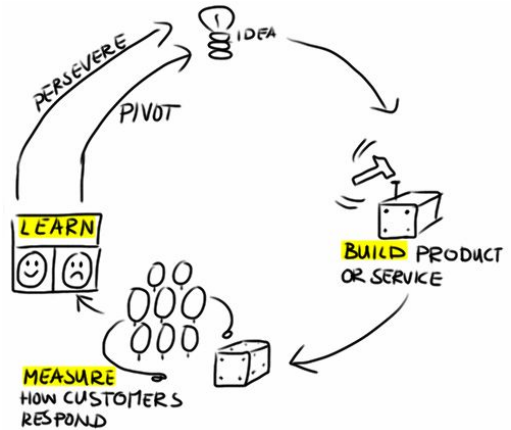 IDEA
PERSEVERE
PIVOT
BUILD PRODUCT
OR SERVICE
LEARN
MEASURE
HOW CUSTOMERS
RESPOND